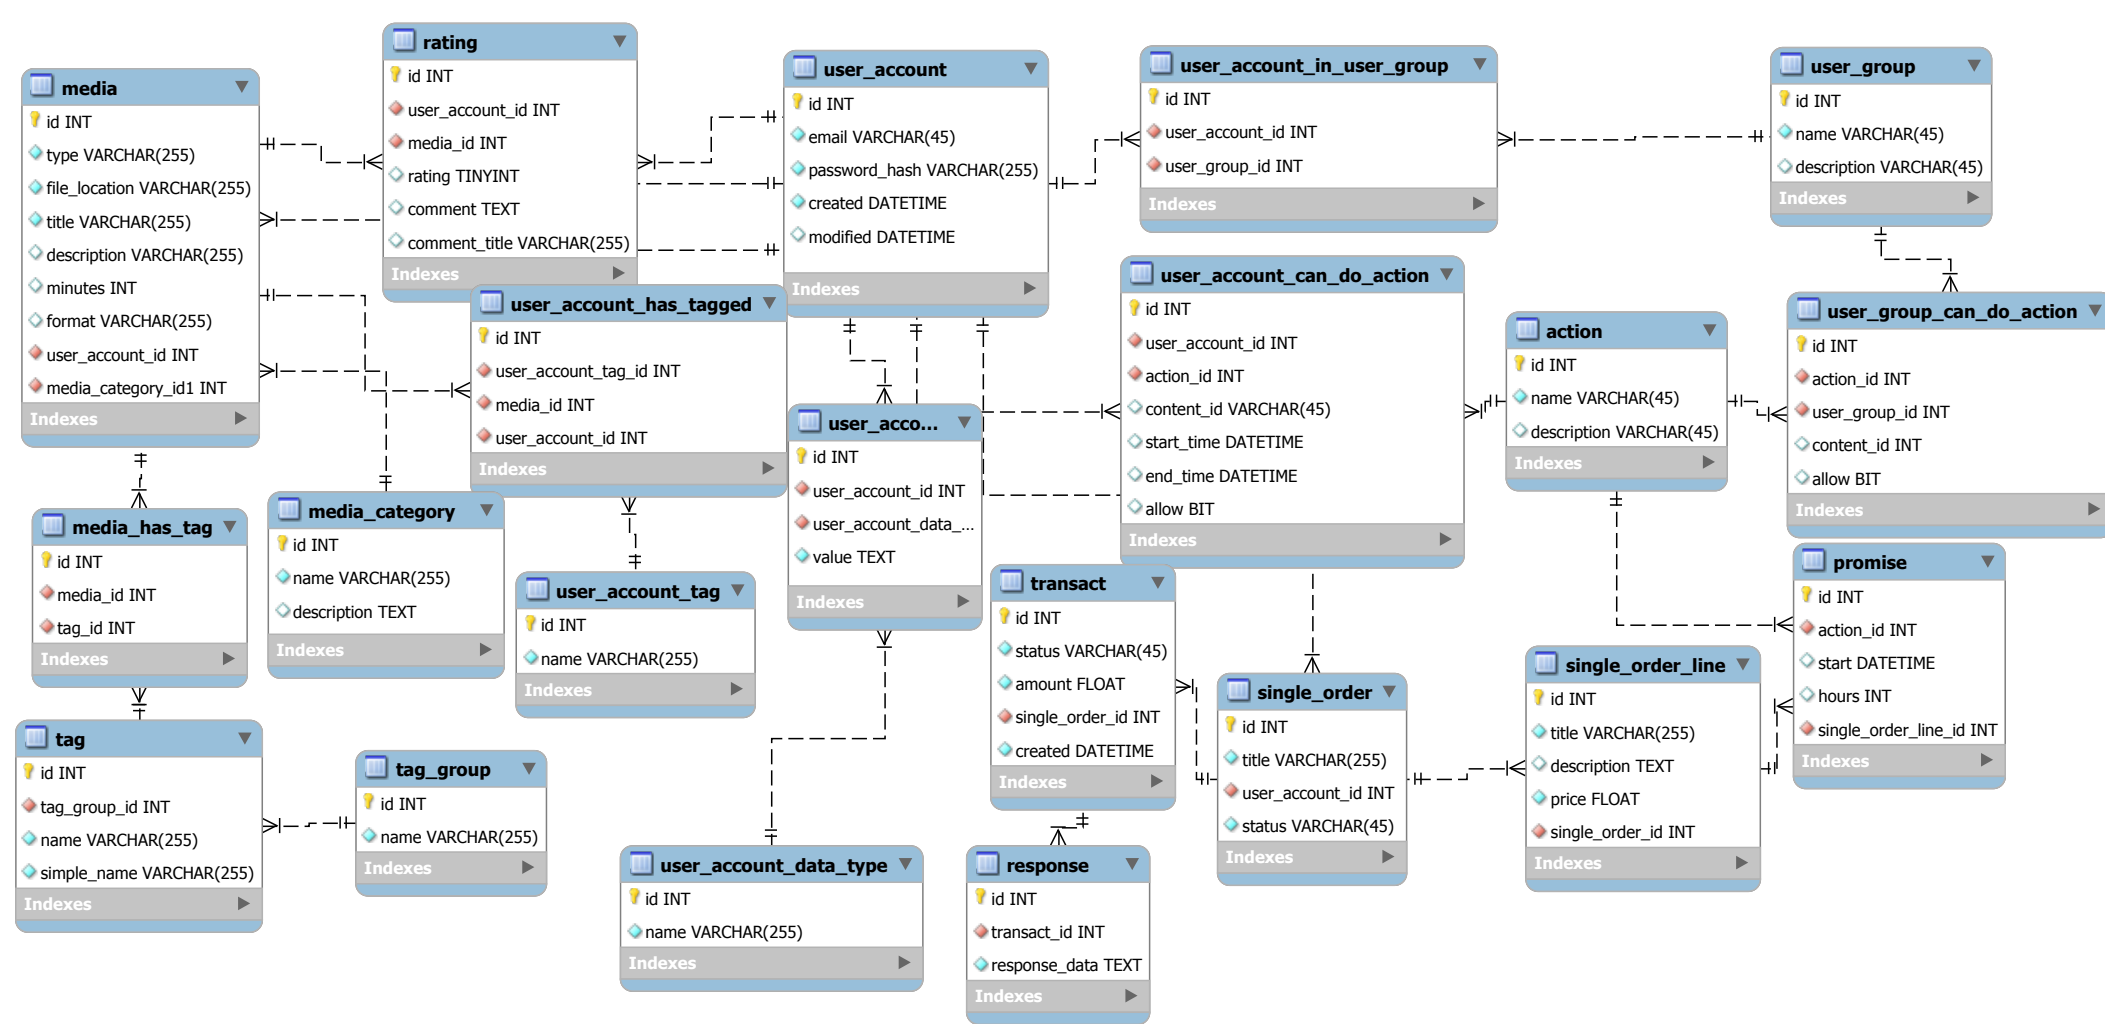 rating
id INT
user_account_id INT
media_id INT
rating TINYINT
comment TEXT
comment_title VARCHAR(255)
Indexes
user_account
id INT
email VARCHAR(45)
password_hash VARCHAR(255)
created DATETIME
modified DATETIME
Indexes
user_account_in_user_group
id INT
user_account_id INT
user_group_id INT
Indexes
user_group
id INT
name VARCHAR(45)
description VARCHAR(45)
Indexes
media
id INT
type VARCHAR(255)
file_location VARCHAR(255)
title VARCHAR(255)
description VARCHAR(255)
minutes INT
format VARCHAR(255)
user_account_id INT
media_category_id1 INT
Indexes
user_account_has_tagged
id INT
user_account_tag_id INT
media_id INT
user_account_id INT
Indexes
user_account_can_do_action
id INT
user_account_id INT
action_id INT
content_id VARCHAR(45)
start_time DATETIME
end_time DATETIME
allow BIT
Indexes
action
id INT
name VARCHAR(45)
description VARCHAR(45)
Indexes
user_group_can_do_action
id INT
action_id INT
user_group_id INT
content_id INT
allow BIT
Indexes
user_acco...
id INT
user_account_id INT
user_account_data_...
value TEXT
Indexes
media_has_tag
id INT
media_id INT
tag_id INT
Indexes
media_category
id INT
name VARCHAR(255)
description TEXT
Indexes
user_account_tag
id INT
name VARCHAR(255)
Indexes
transact
id INT
status VARCHAR(45)
amount FLOAT
single_order_id INT
created DATETIME
Indexes
single_order
id INT
title VARCHAR(255)
user_account_id INT
status VARCHAR(45)
Indexes
single_order_line
id INT
title VARCHAR(255)
description TEXT
price FLOAT
single_order_id INT
Indexes
promise
id INT
action_id INT
start DATETIME
hours INT
single_order_line_id INT
Indexes
tag
id INT
tag_group_id INT
name VARCHAR(255)
simple_name VARCHAR(255)
Indexes
tag_group
id INT
name VARCHAR(255)
Indexes
user_account_data_type
id INT
name VARCHAR(255)
Indexes
response
id INT
transact_id INT
response_data TEXT
Indexes